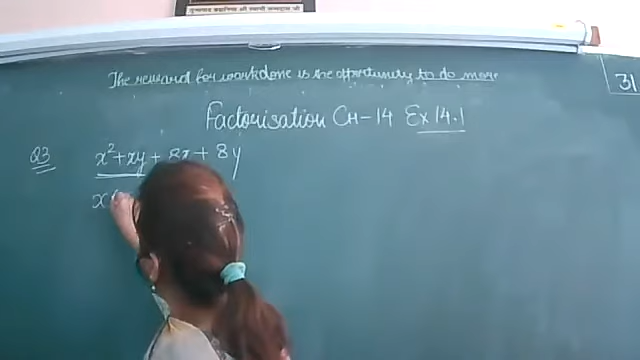 The reward for work done is the opportunity to do more
31
Factorisation CH-14 Ex 14.1
Q3 x² + xy + 8x + 8y
x(